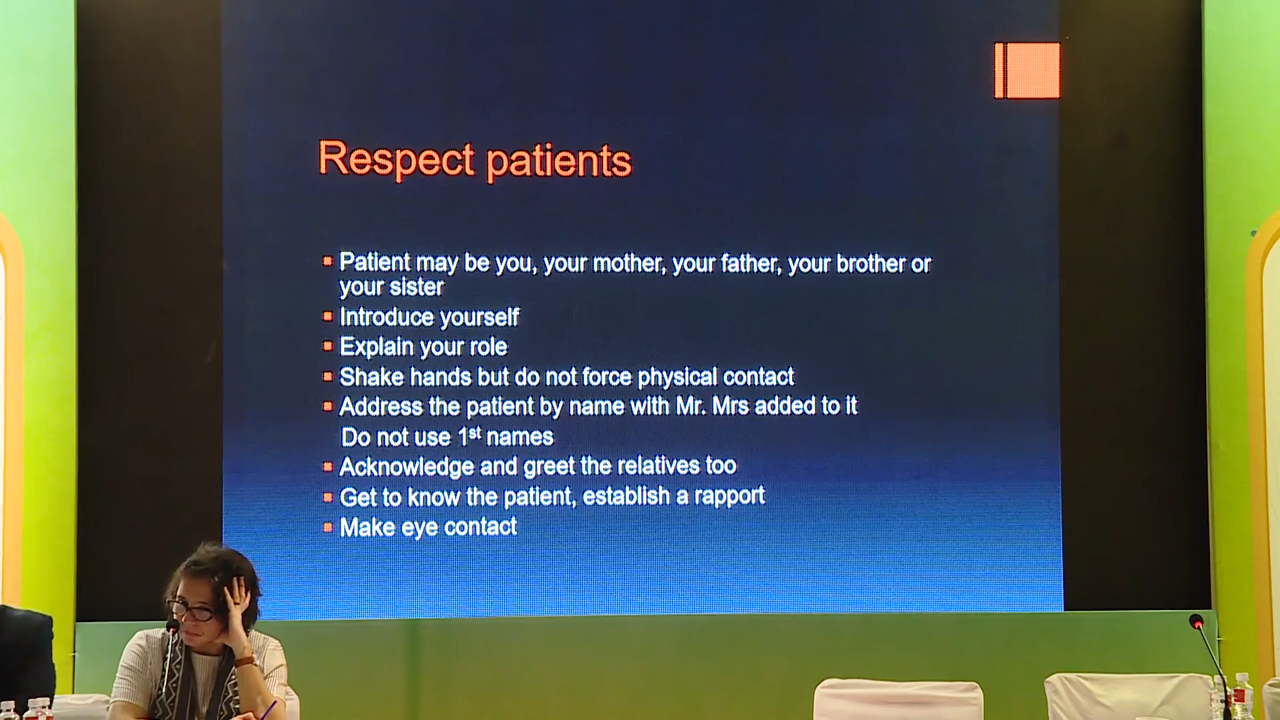 Respect patients
Patient may be you, your mother, your father, your brother or
your sister
Introduce yourself
Explain your role
Shake hands but do not force physical contact
Address the patient by name with Mr. Mrs added to it
Do not use 1st names
Acknowledge and greet the relatives too
Get to know the patient, establish a rapport
Make eye contact